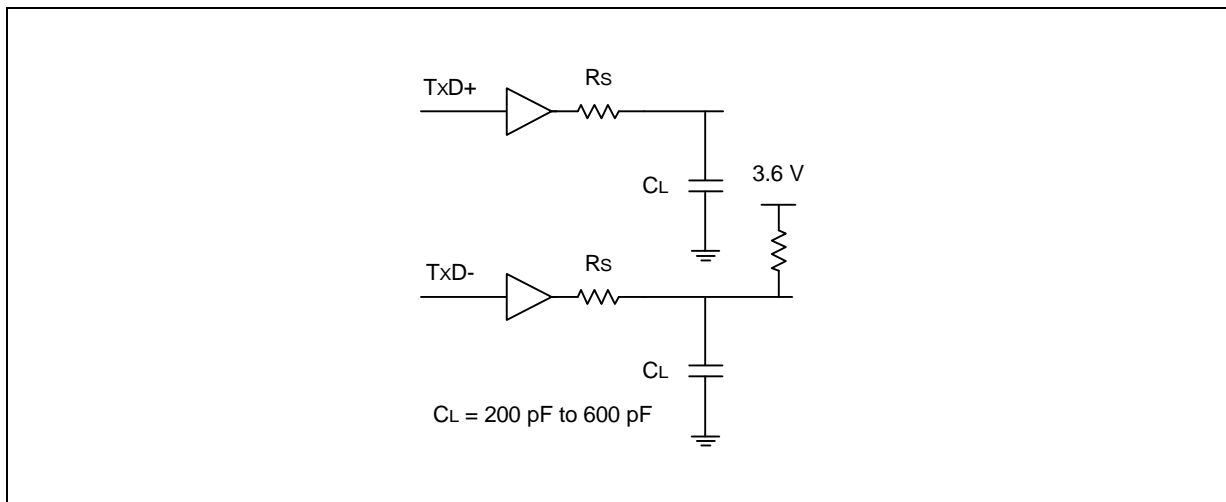 TxD+
Rs
CL
3.6 V
TxD-
Rs
CL
CL = 200 pF to 600 pF